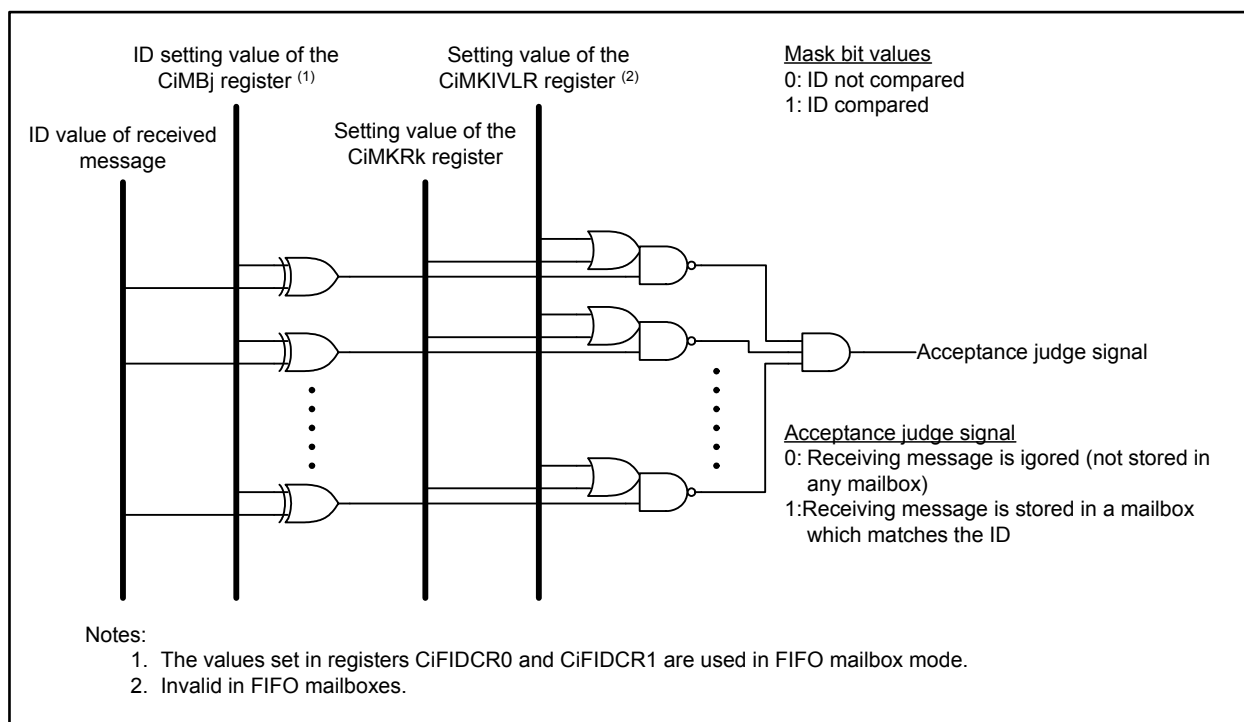 ID setting value of the
CiMBj register (1)
Setting value of the
CiMKIVLR register (2)
Mask bit values
0: ID not compared
1: ID compared
ID value of received
message
Setting value of the
CiMKRk register
Acceptance judge signal
Acceptance judge signal
0: Receiving message is igored (not stored in
any mailbox)
1:Receiving message is stored in a mailbox
which matches the ID
Notes:
1. The values set in registers CiFIDCR0 and CiFIDCR1 are used in FIFO mailbox mode.
2. Invalid in FIFO mailboxes.